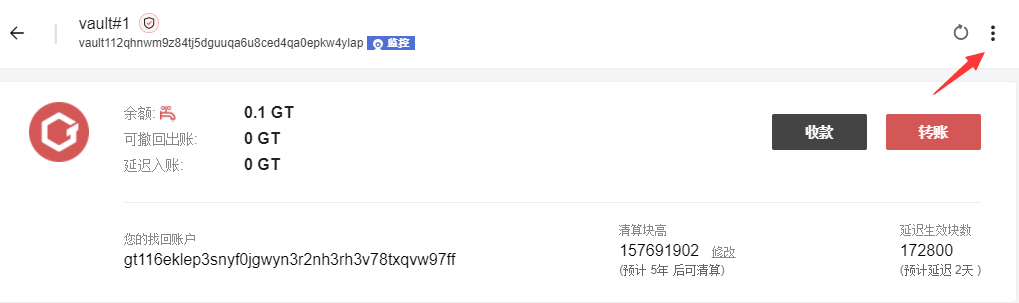 vault#1
vault112qhnwm9z84tj5dguuqa6u8ced4qa0epkw4ylap 监控
余额: 0.1 GT
可撤回出账: 0 GT
延迟入账: 0 GT
收款 转账
您的找回账户
gt116eklep3snyf0jgwyn3r2nh3rh3v78txqvw97ff
清算块高
157691902 修改
(预计 5年 后可清算)
延迟生效块数
172800
(预计延迟 2天 )